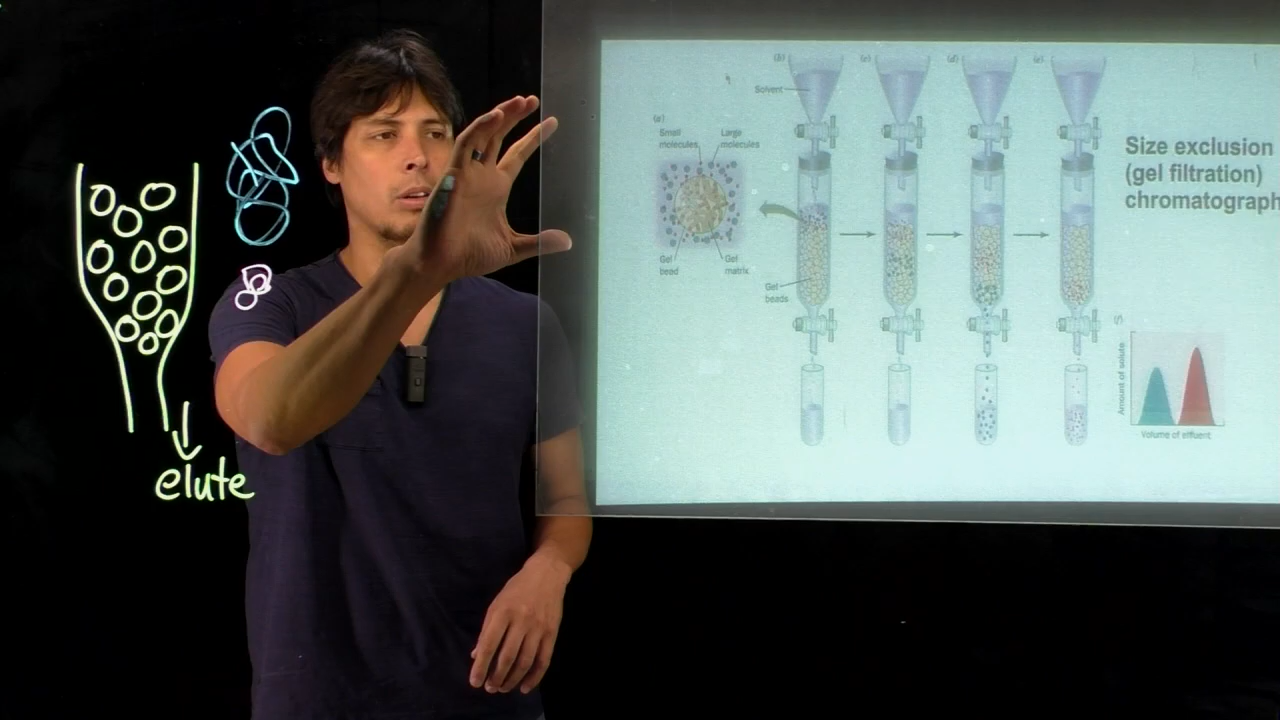 elute
(b)
(c)
(d)
(e)
Solvent
(a)
Small molecules
Large molecules
Gel bead
Gel matrix
Gel beads
Size exclusion
(gel filtration)
chromatograph
(f)
Amount of solute
Volume of effluent